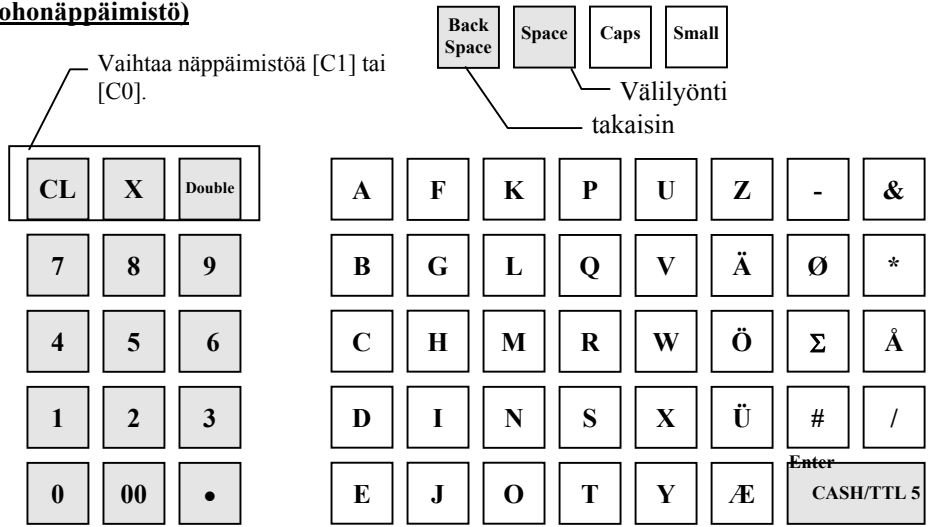 ohonäppäimistö)
Back Space Space Caps Small
Vaihtaa näppäimistöä [C1] tai
[C0].
Välilyönti
takaisin
CL X Double A F K P U Z - &
7 8 9 B G L Q V Ä Ø *
4 5 6 C H M R W Ö Σ Å
1 2 3 D I N S X Ü # /
Enter
0 00 • E J O T Y Æ CASH/TTL 5